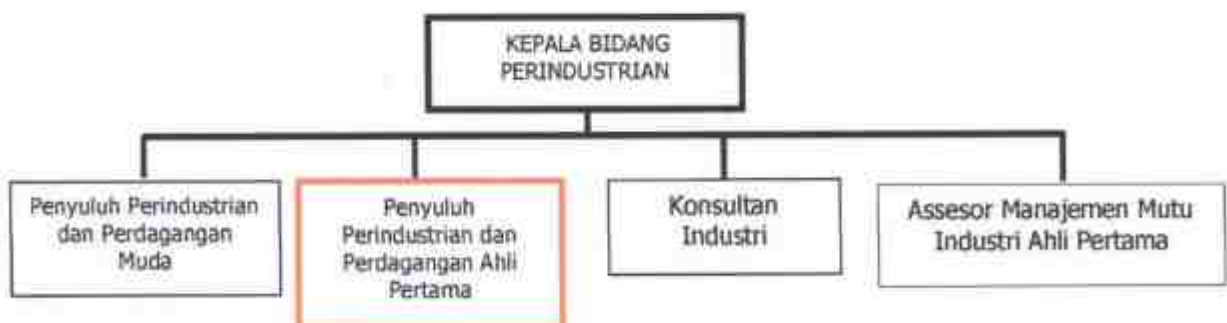 KEPALA BIDANG
PERINDUSTRIAN
Penyuluh Perindustrian
dan Perdagangan
Muda
Penyuluh
Perindustrian dan
Perdagangan Ahli
Pertama
Konsultan
Industri
Assesor Manajemen Mutu
Industri Ahli Pertama